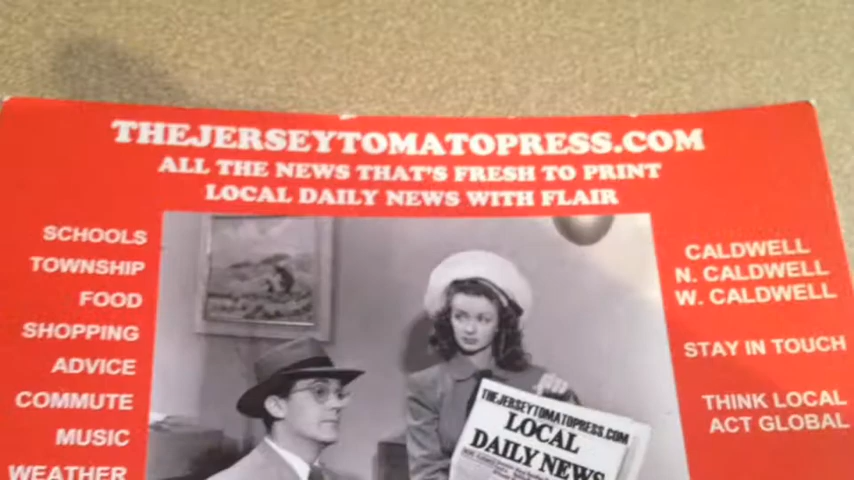 THEJERSEYTOMATOPRESS.COM
ALL THE NEWS THAT'S FRESH TO PRINT
LOCAL DAILY NEWS WITH FLAIR
SCHOOLS
TOWNSHIP
FOOD
SHOPPING
ADVICE
COMMUTE
MUSIC
WEATHER
CALDWELL
N. CALDWELL
W. CALDWELL
STAY IN TOUCH
THINK LOCAL
ACT GLOBAL
THEJERSEYTOMATOPRESS.COM
LOCAL
DAILY NEWS